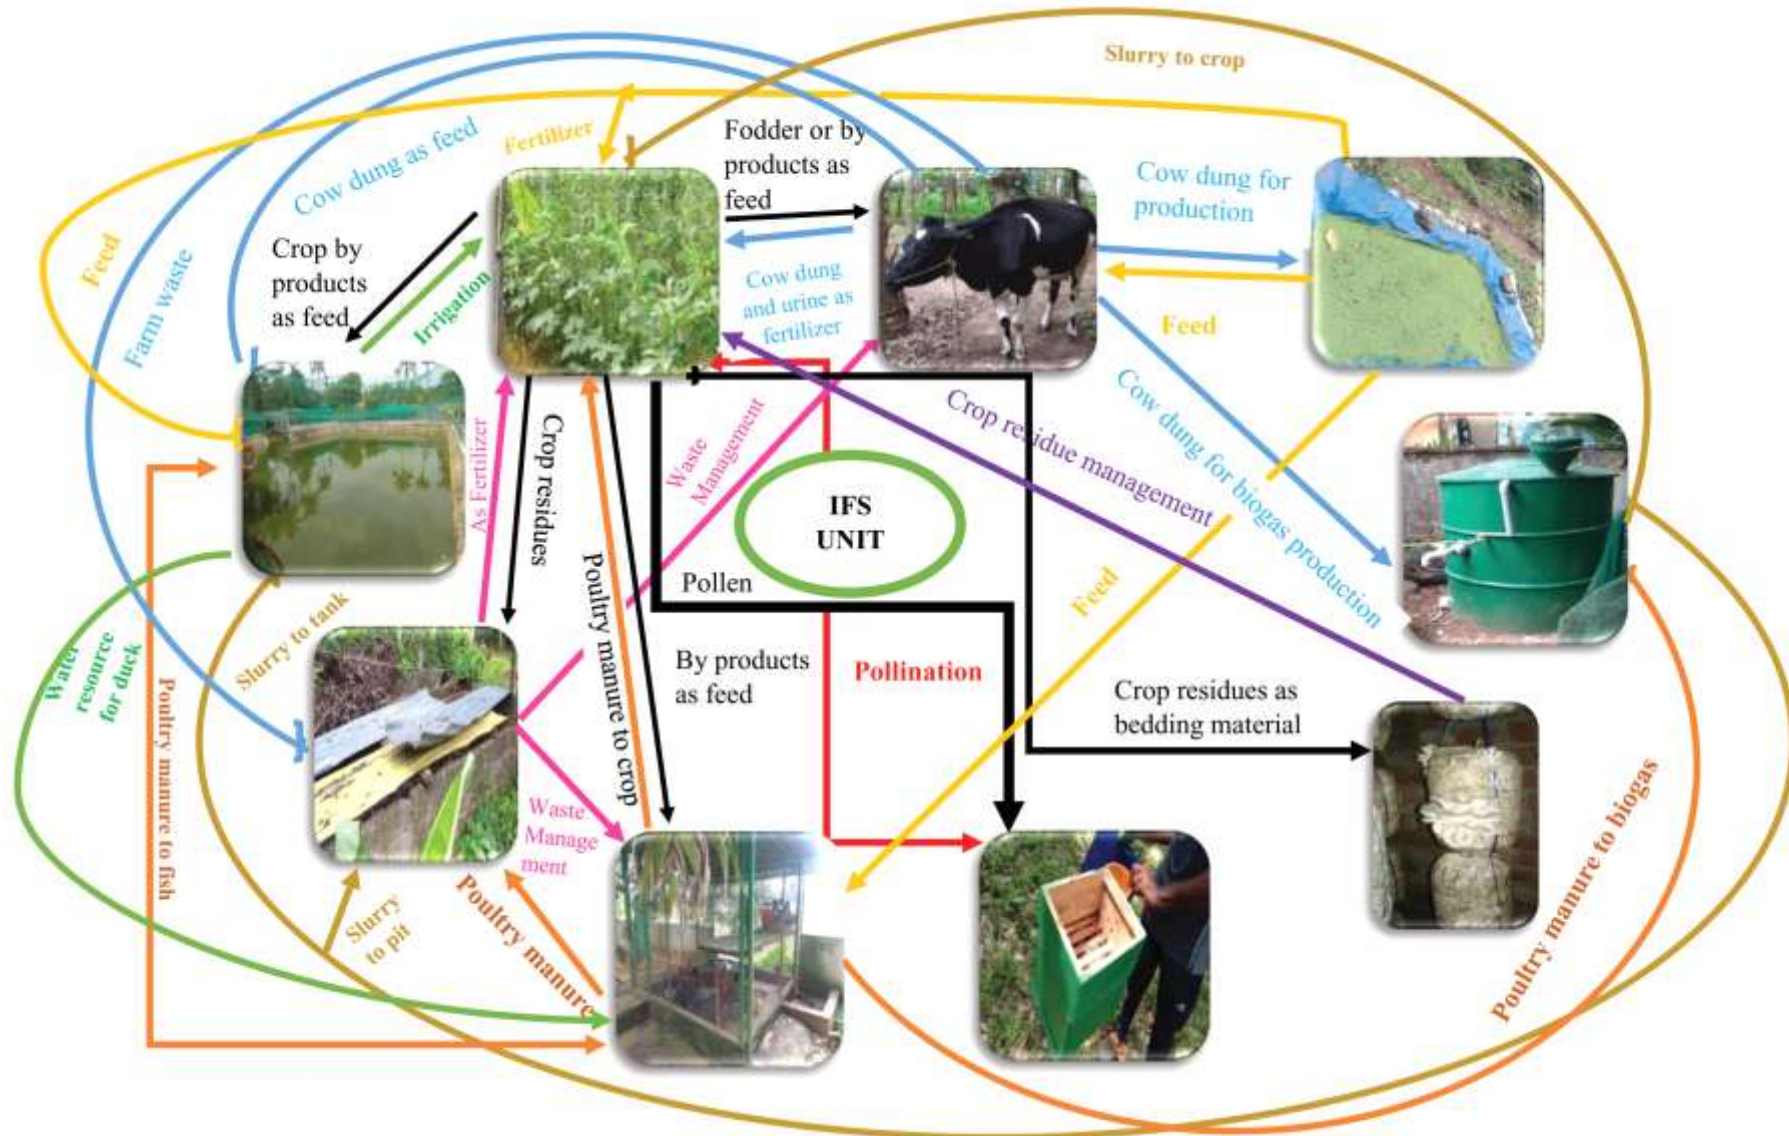 Slurry to crop
Fertilizer
Fodder or by
products as
feed
Cow dung as feed
Cow dung for
production
Feed
Farm waste
Crop by
products
as feed
Irrigation
Cow dung
and urine as
fertilizer
Feed
As Fertilizer
Crop residues
Waste
Management
Crop residue management
Cow dung for biogas production
IFS
UNIT
Poultry manure to crop
Pollen
Feed
Slurry to tank
Water
resource
for duck
Poultry manure to fish
By products
as feed
Pollination
Crop residues as
bedding material
Waste
Manage
ment
Poultry manure
Slurry
to pit
Poultry manure to biogas